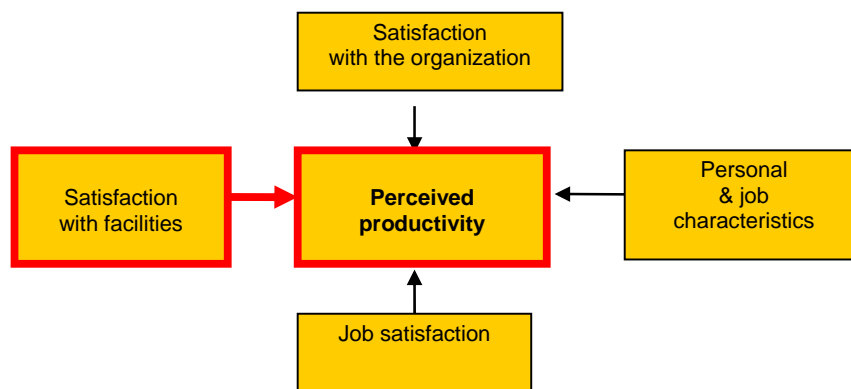 Satisfaction
with the organization
Satisfaction
with facilities
Perceived
productivity
Personal
& job
characteristics
Job satisfaction